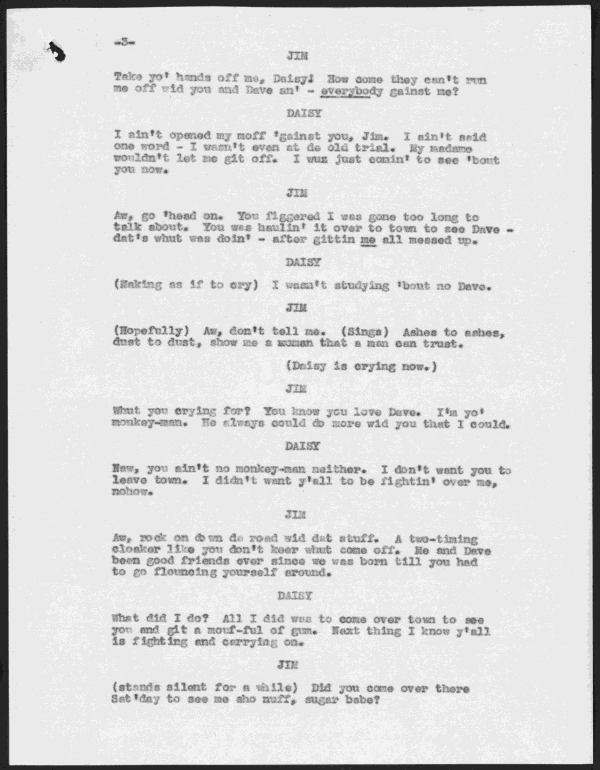 -3-
JIM
Take yo' hands off me, Daisy! How come they can't run
me off wid you and Dave an' - everybody gainst me?
DAISY
I ain't opened my moff 'gainst you, Jim. I ain't said
one word - I wasn't even at de old trial. My madame
wouldn't let me git off. I wuz just comin' to see 'bout
you now.
JIM
Aw, go 'head on. You figgered I was gone too long to
talk about. You was haulin' it over to town to see Dave -
dat's whut was doin' - after gittin me all messed up.
DAISY
(Making as if to cry) I wasn't studying 'bout no Dave.
JIM
(Hopefully) Aw, don't tell me. (Sings) Ashes to ashes,
dust to dust, show me a woman that a man can trust.
(Daisy is crying now.)
JIM
What you crying for? You know you love Dave. I'm yo'
monkey-man. He always could do more wid you that I could.
DAISY
Naw, you ain't no monkey-man neither. I don't want you to
leave town. I didn't want y'all to be fightin' over me,
nohow.
JIM
Aw, rock on down de road wid dat stuff. A two-timing
cloaker like you don't keer whut come off. Me and Dave
been good friends ever since we was born till you had
to go flouncing yourself around.
DAISY
What did I do? All I did was to come over town to see
you and git a mouf-ful of gum. Next thing I know y'all
is fighting and carrying on.
JIM
(stands silent for a while) Did you come over there
Sat'day to see me sho nuff, sugar babe?